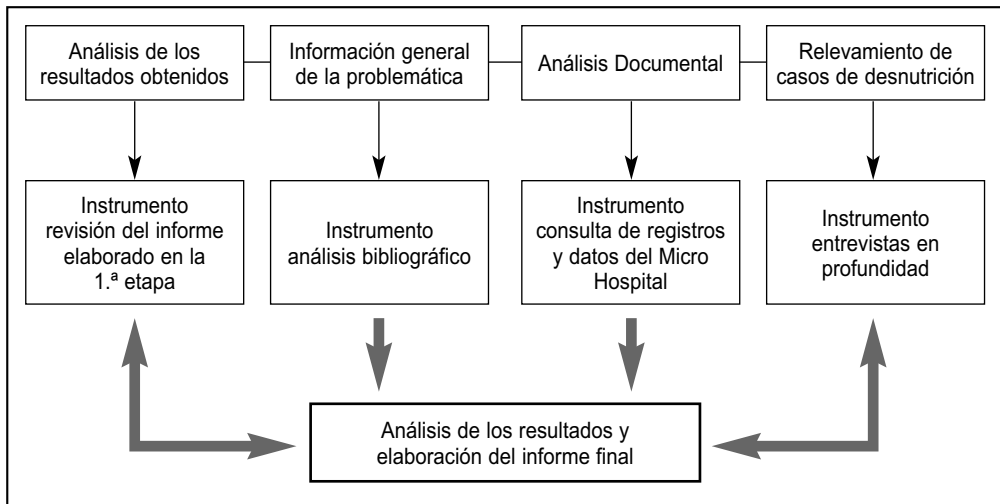 Análisis de los
resultados obtenidos
Información general
de la problemática
Análisis Documental
Relevamiento de
casos de desnutrición
Instrumento
revisión del informe
elaborado en la
1.ª etapa
Instrumento
análisis bibliográfico
Instrumento
consulta de registros
y datos del Micro
Hospital
Instrumento
entrevistas en
profundidad
Análisis de los resultados y
elaboración del informe final